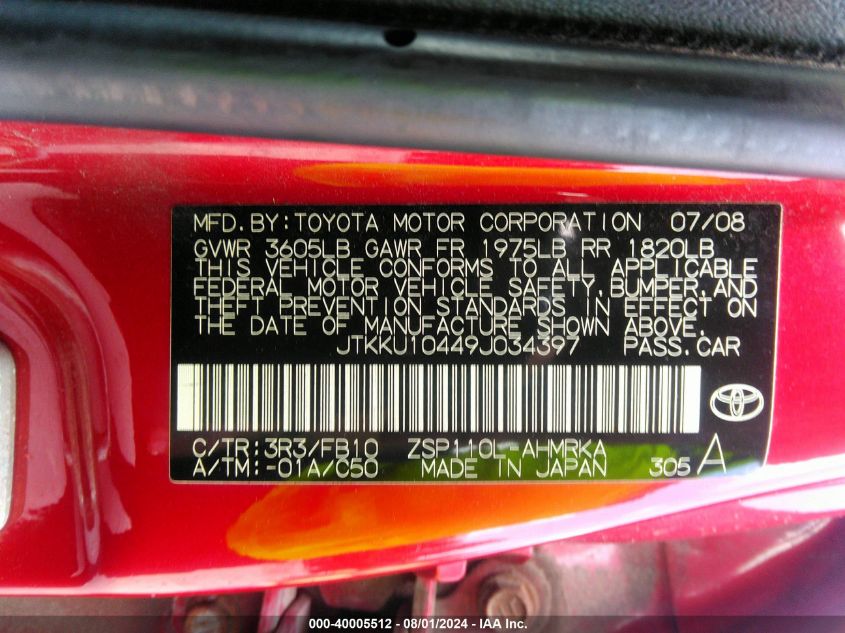 MFD. BY: TOYOTA MOTOR CORPORATION 07/08
GVWR 3605LB GAWR FR 1975LB RR 1820LB
THIS VEHICLE CONFORMS TO ALL APPLICABLE
FEDERAL MOTOR VEHICLE SAFETY, BUMPER, AND
THEFT PREVENTION STANDARDS IN EFFECT ON
THE DATE OF MANUFACTURE SHOWN ABOVE.
JTKKU10449J034397 PASS. CAR
C/TR: 3R3/FB10 ZSP110L-AHMRKA
A/TM: -01A/C50 MADE IN JAPAN 305 A
000-40005512 - 08/01/2024 - IAA Inc.